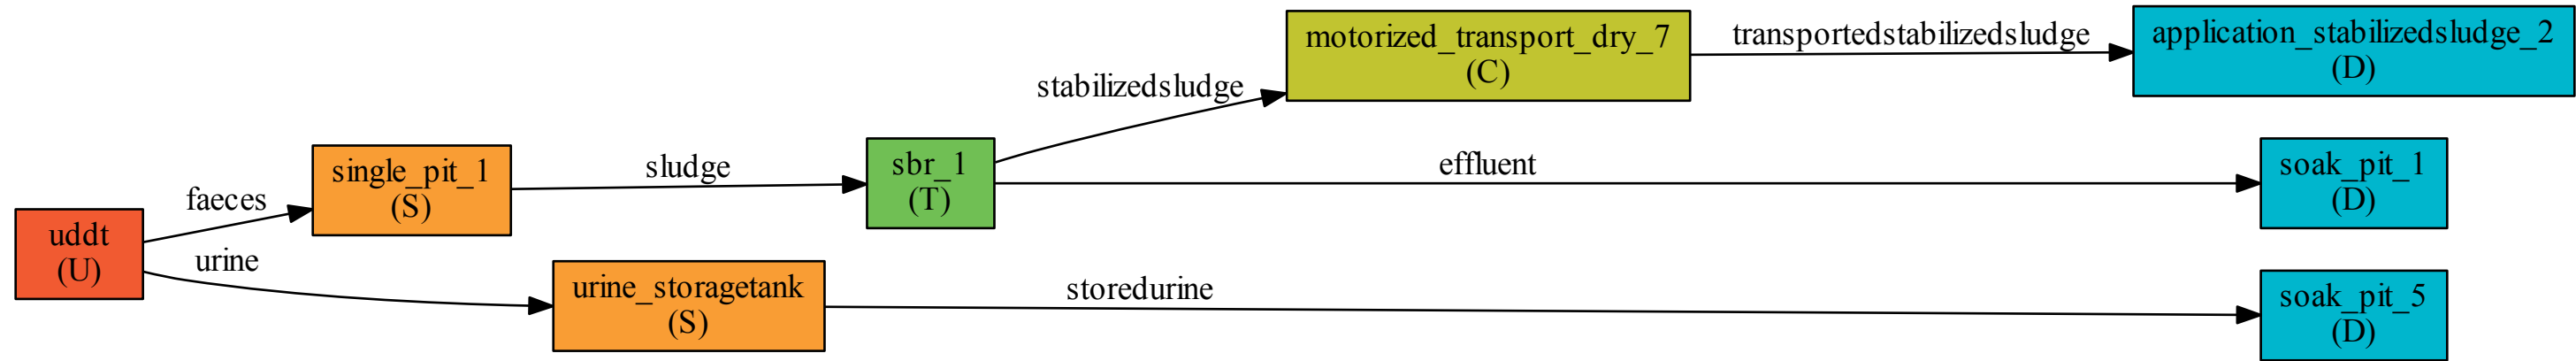 uddt
(U)
faeces
urine
single_pit_1
(S)
urine_storagetank
(S)
sludge
storedurine
sbr_1
(T)
stabilizedsludge
effluent
motorized_transport_dry_7
(C)
transportedstabilizedsludge
application_stabilizedsludge_2
(D)
soak_pit_1
(D)
soak_pit_5
(D)